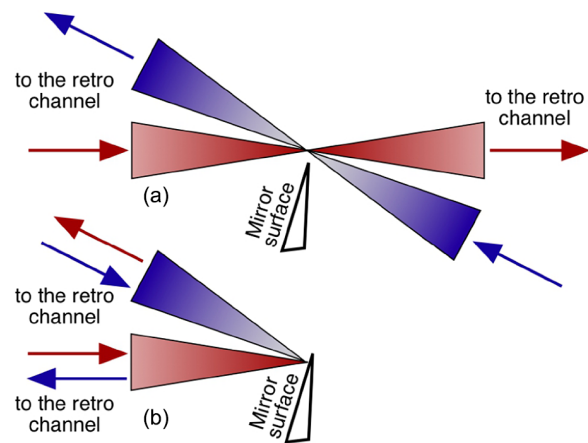 to the retro
channel
to the retro
channel
(a)
Mirror
surface
to the retro
channel
to the retro
channel
(b)
Mirror
surface